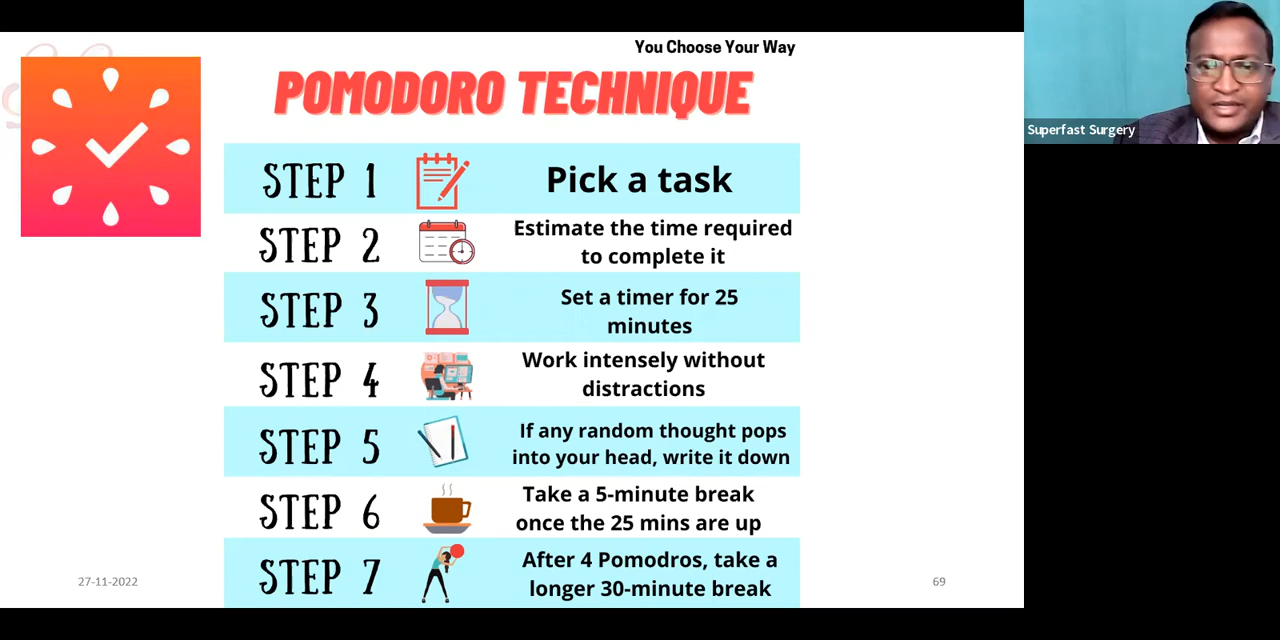 You Choose Your Way
POMODORO TECHNIQUE
STEP 1
Pick a task
STEP 2
Estimate the time required
to complete it
STEP 3
Set a timer for 25
minutes
STEP 4
Work intensely without
distractions
STEP 5
If any random thought pops
into your head, write it down
STEP 6
Take a 5-minute break
once the 25 mins are up
STEP 7
After 4 Pomodros, take a
longer 30-minute break
27-11-2022
69
Superfast Surgery